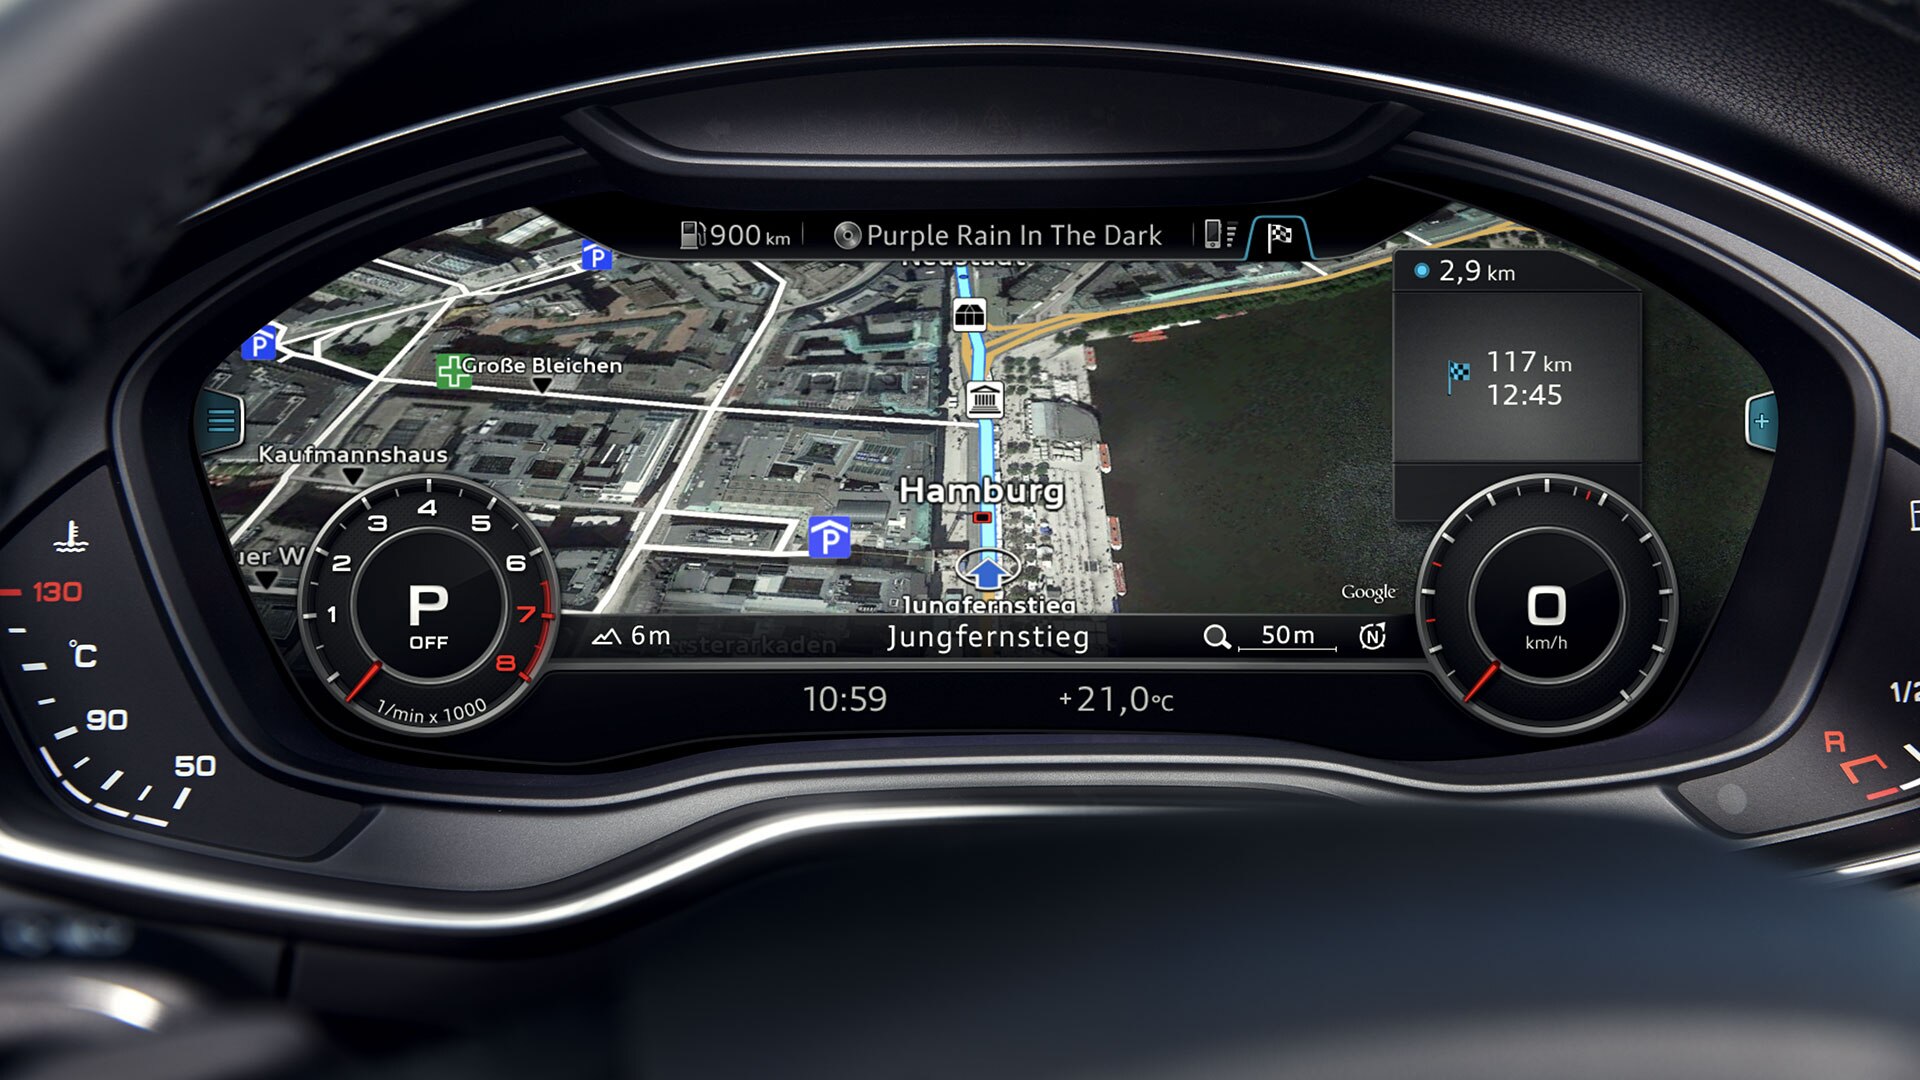 900 km
Purple Rain In The Dark
Neustadt
P
P
2,9 km
117 km
12:45
Große Bleichen
Kaufmannshaus
Hamburg
P
Google
Jungfernstieg
6m
Jungfernstieg
50m
N
10:59
+21,0°C
1
2
3
4
5
6
7
8
P
OFF
1/min x 1000
0
km/h
130
°C
90
50
1/2
R